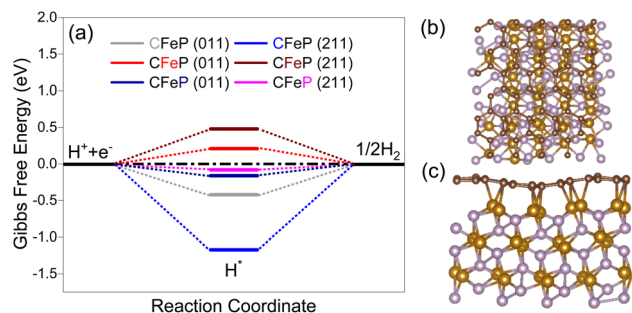 (a)
CFeP (011) CFeP (211)
CFeP (011) CFeP (211)
CFeP (011) CFeP (211)
Gibbs Free Energy (eV)
2.0
1.5
1.0
0.5
0.0
-0.5
-1.0
-1.5
H⁺+e⁻
1/2H₂
H*
Reaction Coordinate
(b)
(c)